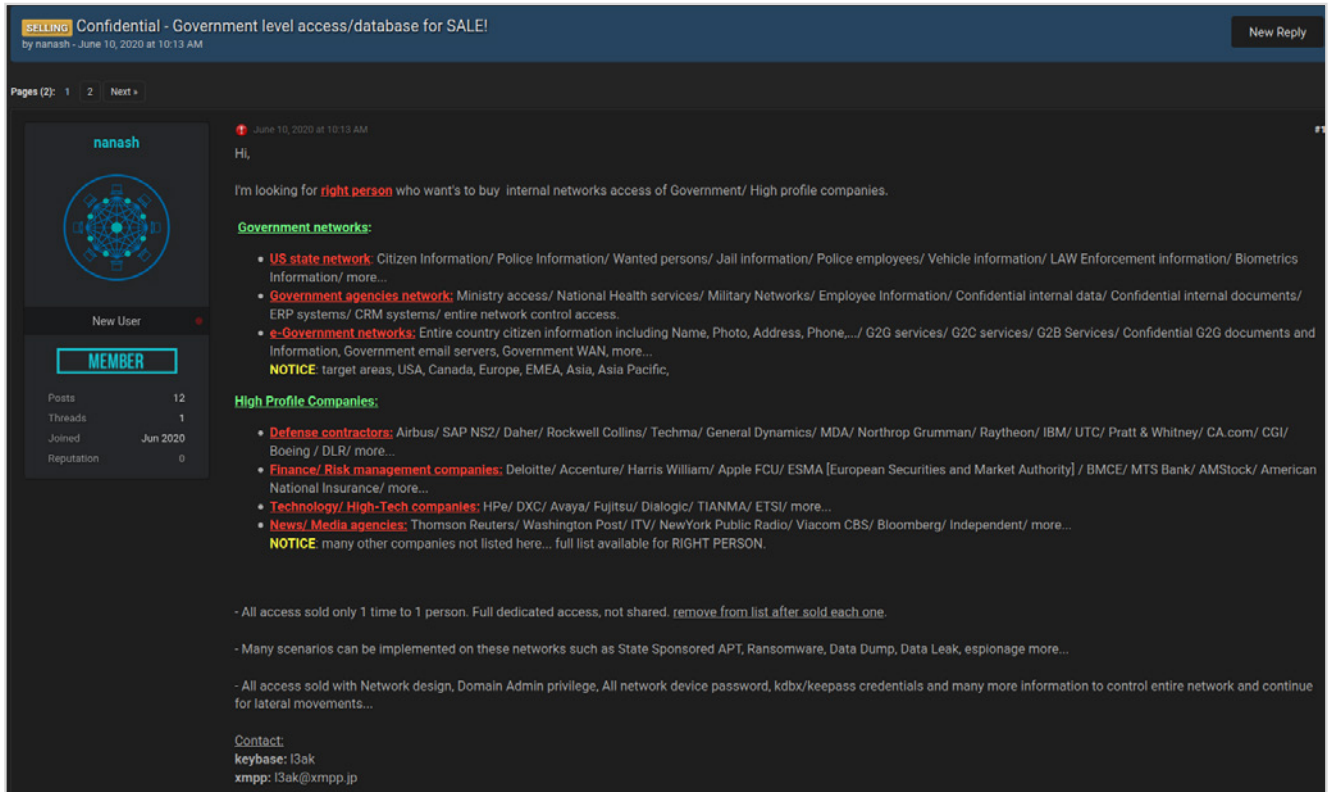 SELLING Confidential - Government level access/database for SALE!
by nanash - June 10, 2020 at 10:13 AM
New Reply
Pages (2): 1 2 Next »
nanash
New User
MEMBER
Posts 12
Threads 1
Joined Jun 2020
Reputation 0
June 10, 2020 at 10:13 AM
#1
Hi,
I'm looking for right person who want's to buy internal networks access of Government/ High profile companies.
Government networks:
• US state network: Citizen Information/ Police Information/ Wanted persons/ Jail information/ Police employees/ Vehicle information/ LAW Enforcement information/ Biometrics
Information/ more...
• Government agencies network: Ministry access/ National Health services/ Military Networks/ Employee Information/ Confidential internal data/ Confidential internal documents/
ERP systems/ CRM systems/ entire network control access.
• e-Government networks: Entire country citizen information including Name, Photo, Address, Phone,.../ G2G services/ G2C services/ G2B Services/ Confidential G2G documents and
Information, Government email servers, Government WAN, more...
NOTICE: target areas, USA, Canada, Europe, EMEA, Asia, Asia Pacific,
High Profile Companies:
• Defense contractors: Airbus/ SAP NS2/ Daher/ Rockwell Collins/ Techma/ General Dynamics/ MDA/ Northrop Grumman/ Raytheon/ IBM/ UTC/ Pratt & Whitney/ CA.com/ CGI/
Boeing / DLR/ more...
• Finance/ Risk management companies: Deloitte/ Accenture/ Harris William/ Apple FCU/ ESMA [European Securities and Market Authority] / BMCE/ MTS Bank/ AMStock/ American
National Insurance/ more...
• Technology/ High-Tech companies: HPe/ DXC/ Avaya/ Fujitsu/ Dialogic/ TIANMA/ ETSI/ more...
• News/ Media agencies: Thomson Reuters/ Washington Post/ ITV/ NewYork Public Radio/ Viacom CBS/ Bloomberg/ Independent/ more...
NOTICE: many other companies not listed here... full list available for RIGHT PERSON.
- All access sold only 1 time to 1 person. Full dedicated access, not shared. remove from list after sold each one.
- Many scenarios can be implemented on these networks such as State Sponsored APT, Ransomware, Data Dump, Data Leak, espionage more...
- All access sold with Network design, Domain Admin privilege, All network device password, kdbx/keepass credentials and many more information to control entire network and continue
for lateral movements...
Contact:
keybase: l3ak
xmpp: l3ak@xmpp.jp